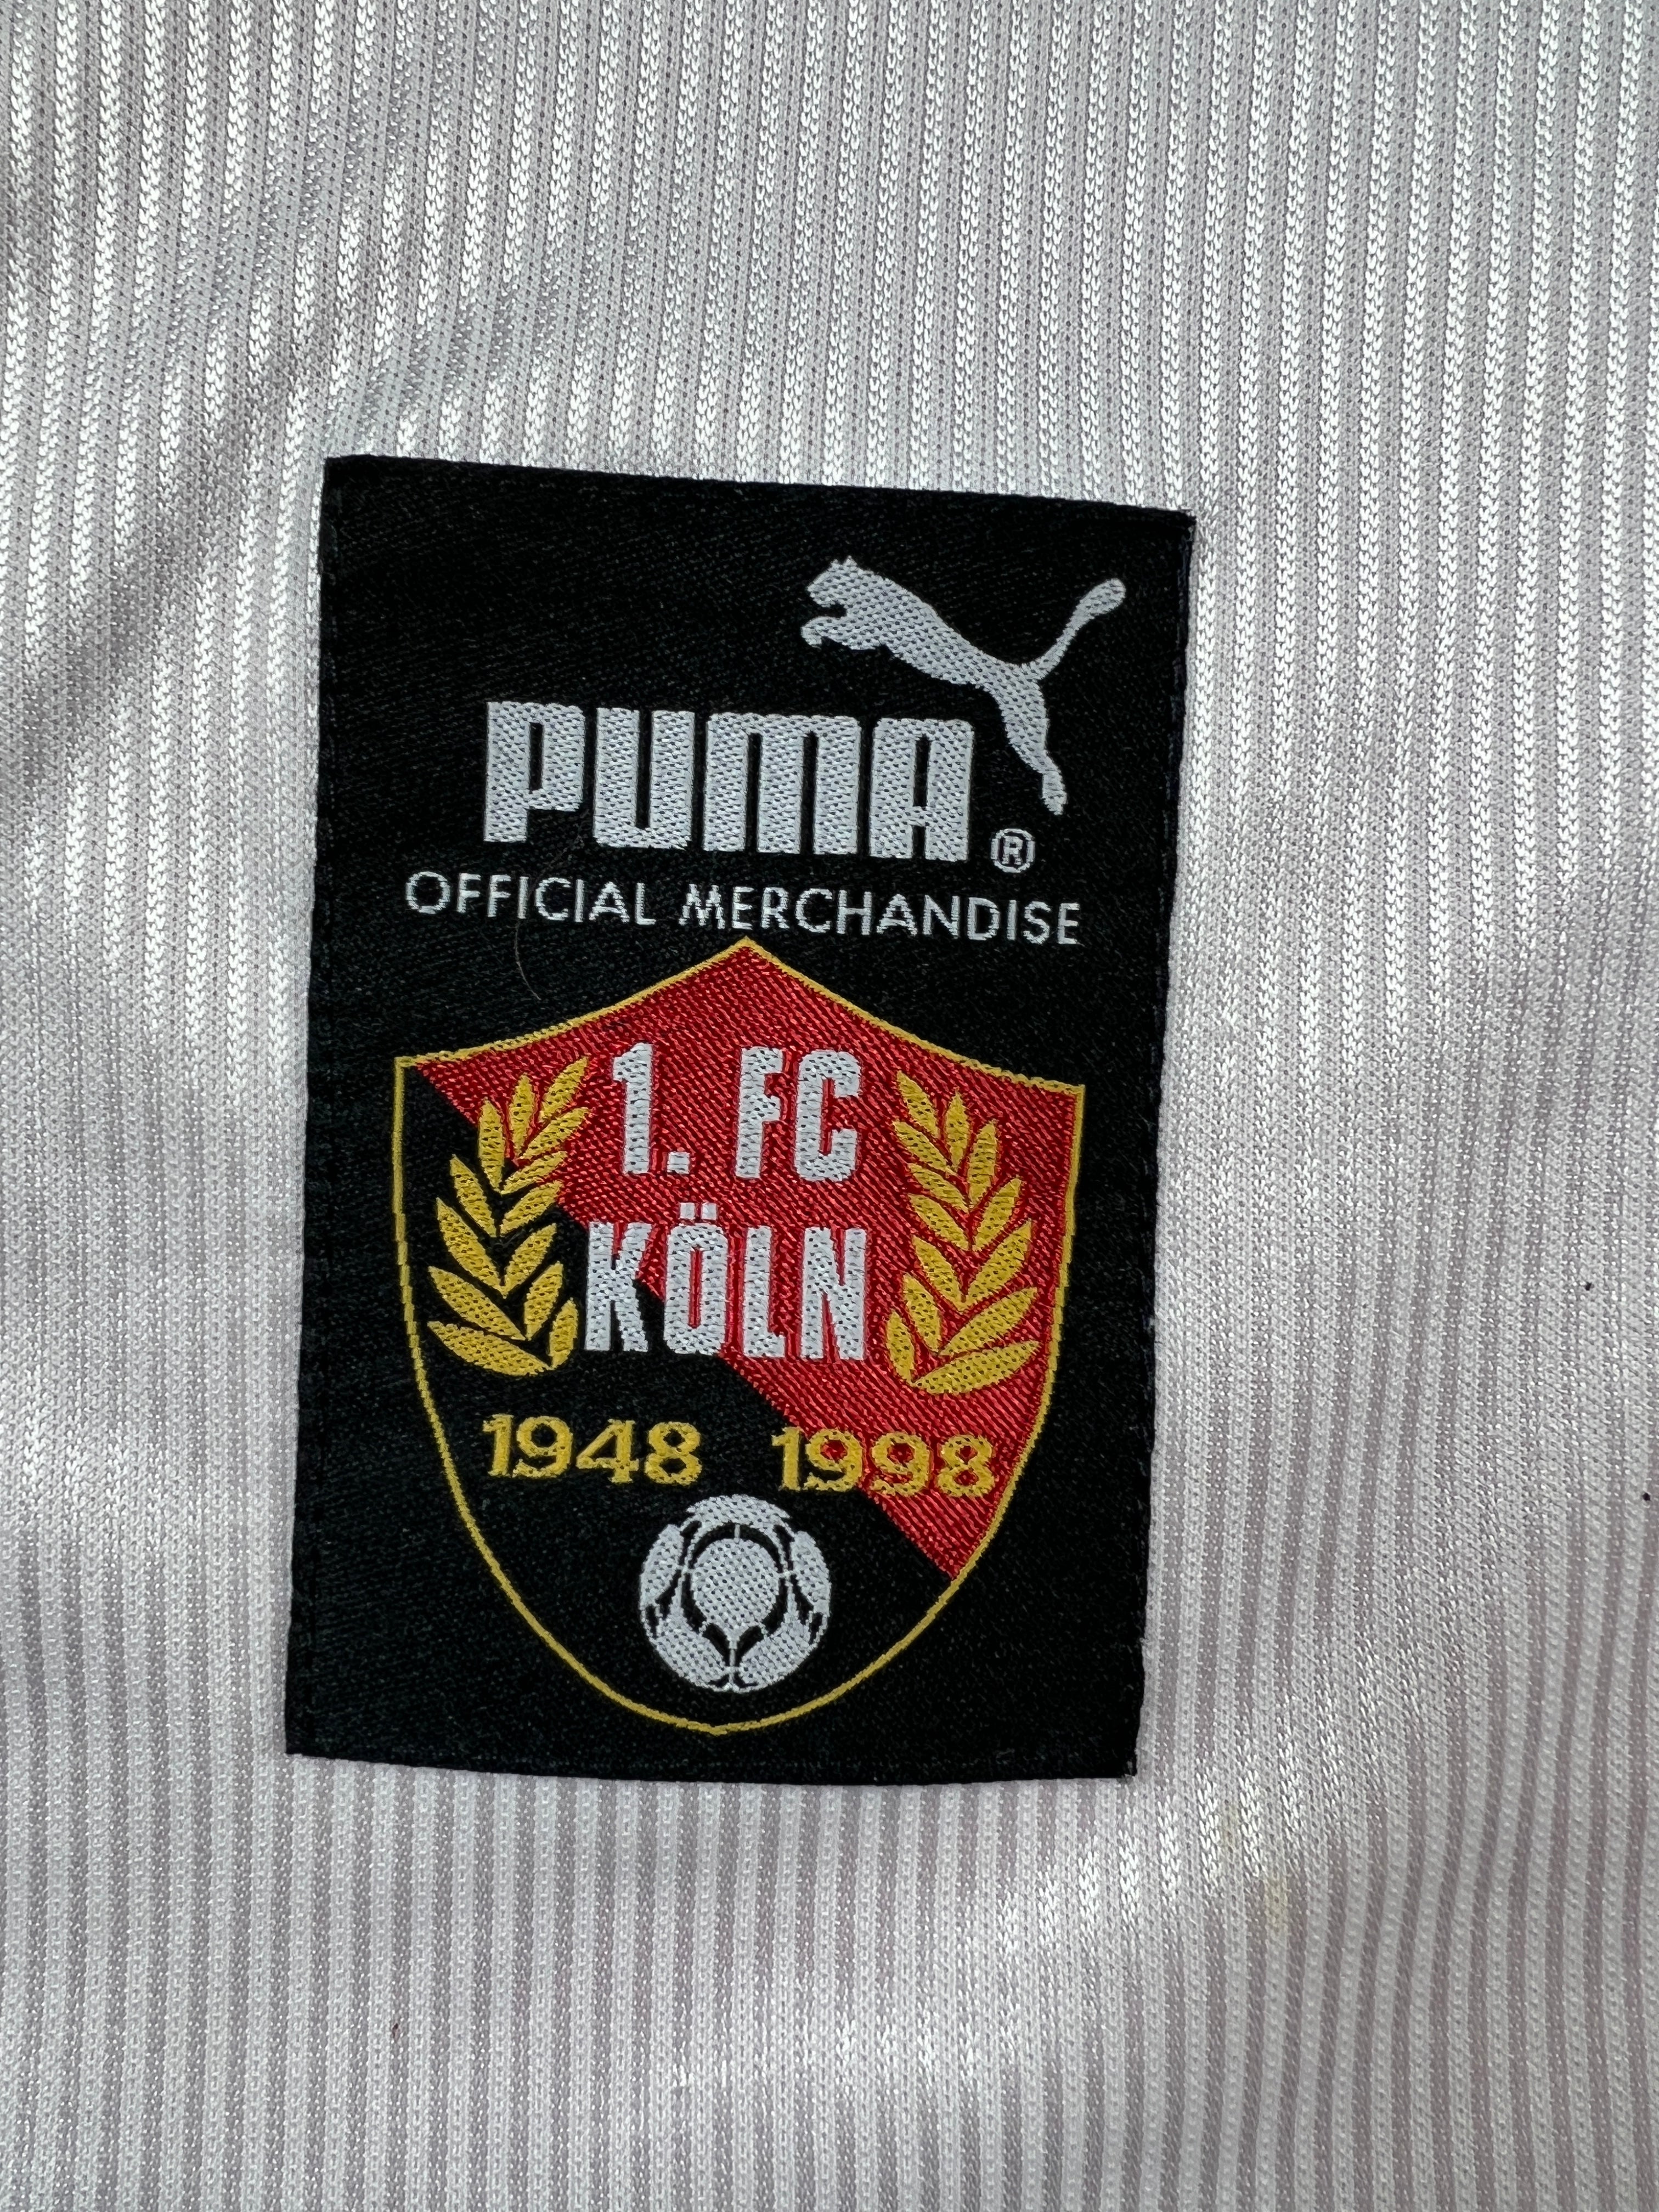 PUMA®
OFFICIAL MERCHANDISE
1. FC
KÖLN
1948 1998